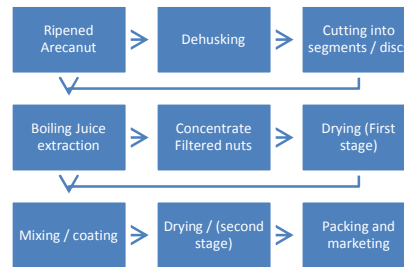 Ripened
Arecanut
Dehusking
Cutting into
segments / disc
Boiling Juice
extraction
Concentrate
Filtered nuts
Drying (First
stage)
Mixing / coating
Drying / (second
stage)
Packing and
marketing